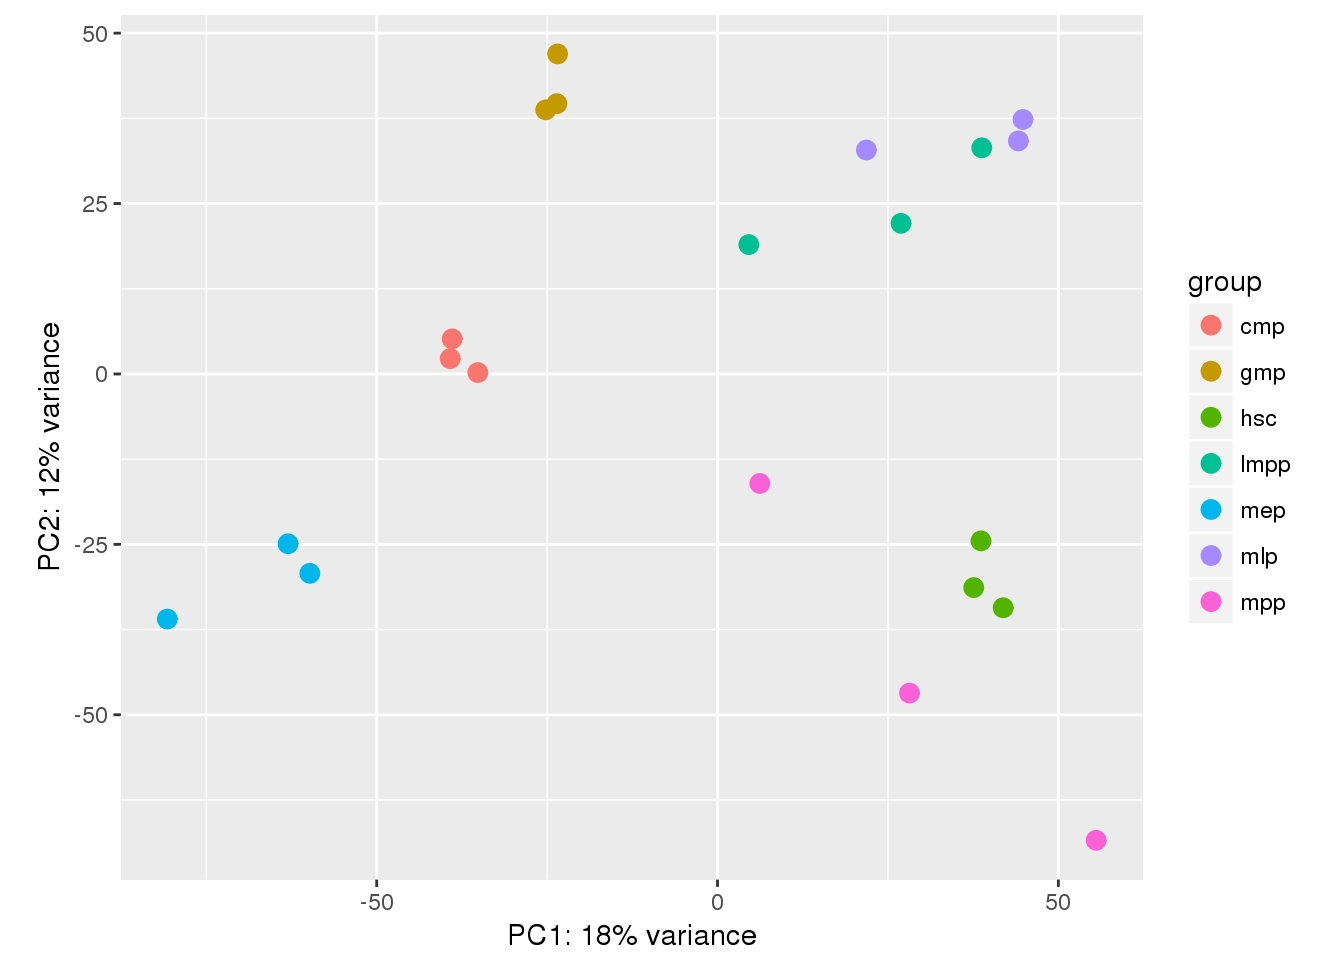 50
25
0
-25
-50
-50
0
50
PC1: 18% variance
PC2: 12% variance
group
cmp
gmp
hsc
lmpp
mep
mlp
mpp